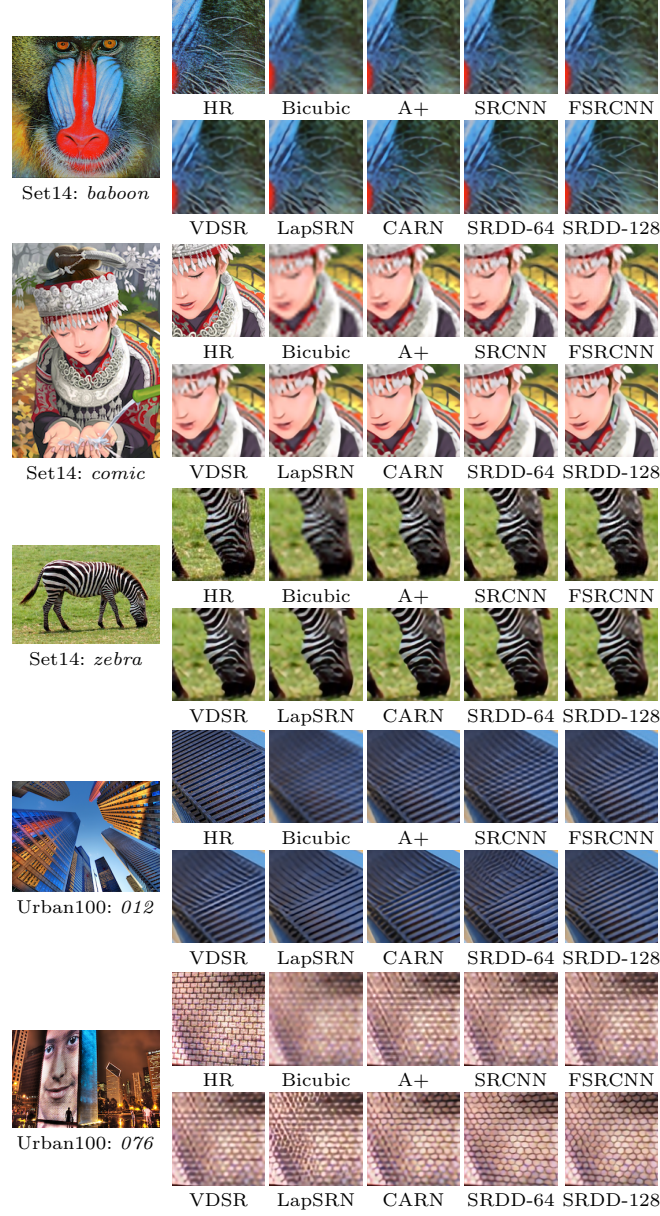 HR Bicubic A+ SRCNN FSRCNN
VDSR LapSRN CARN SRDD-64 SRDD-128
Set14: baboon
HR Bicubic A+ SRCNN FSRCNN
VDSR LapSRN CARN SRDD-64 SRDD-128
Set14: comic
HR Bicubic A+ SRCNN FSRCNN
VDSR LapSRN CARN SRDD-64 SRDD-128
Set14: zebra
HR Bicubic A+ SRCNN FSRCNN
VDSR LapSRN CARN SRDD-64 SRDD-128
Urban100: 012
HR Bicubic A+ SRCNN FSRCNN
VDSR LapSRN CARN SRDD-64 SRDD-128
Urban100: 076